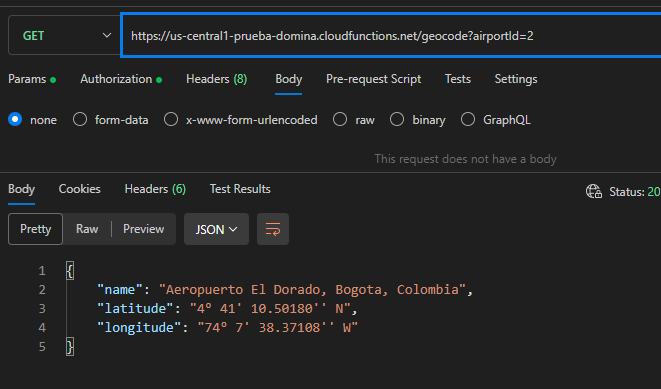 GET https://us-central1-prueba-domina.cloudfunctions.net/geocode?airportId=2
Params Authorization Headers (8) Body Pre-request Script Tests Settings
none form-data x-www-form-urlencoded raw binary GraphQL
This request does not have a body
Body Cookies Headers (6) Test Results Status: 20
Pretty Raw Preview JSON
1 {
2 "name": "Aeropuerto El Dorado, Bogota, Colombia",
3 "latitude": "4º 41' 10.50180'' N",
4 "longitude": "74º 7' 38.37108'' W"
5 }